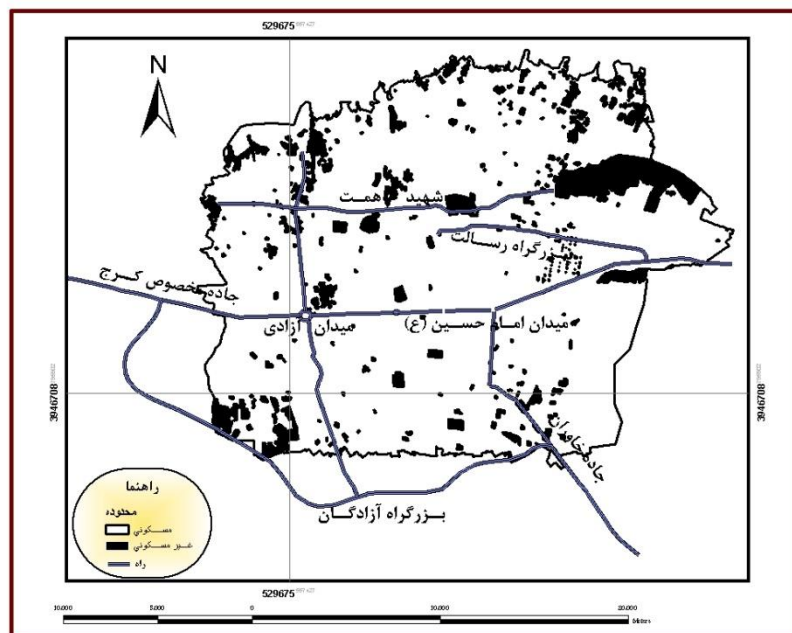 529675
N
شهید همت
بزرگراه رسالت
جاده مخصوص کرج
میدان آزادی
میدان امام حسین (ع)
3946708
3946708
جاده خاوران
بزرگراه آزادگان
راهنما
محدوده
مسکونی
غیر مسکونی
راه
529675
10.000 5.000 0 10.000 20.000